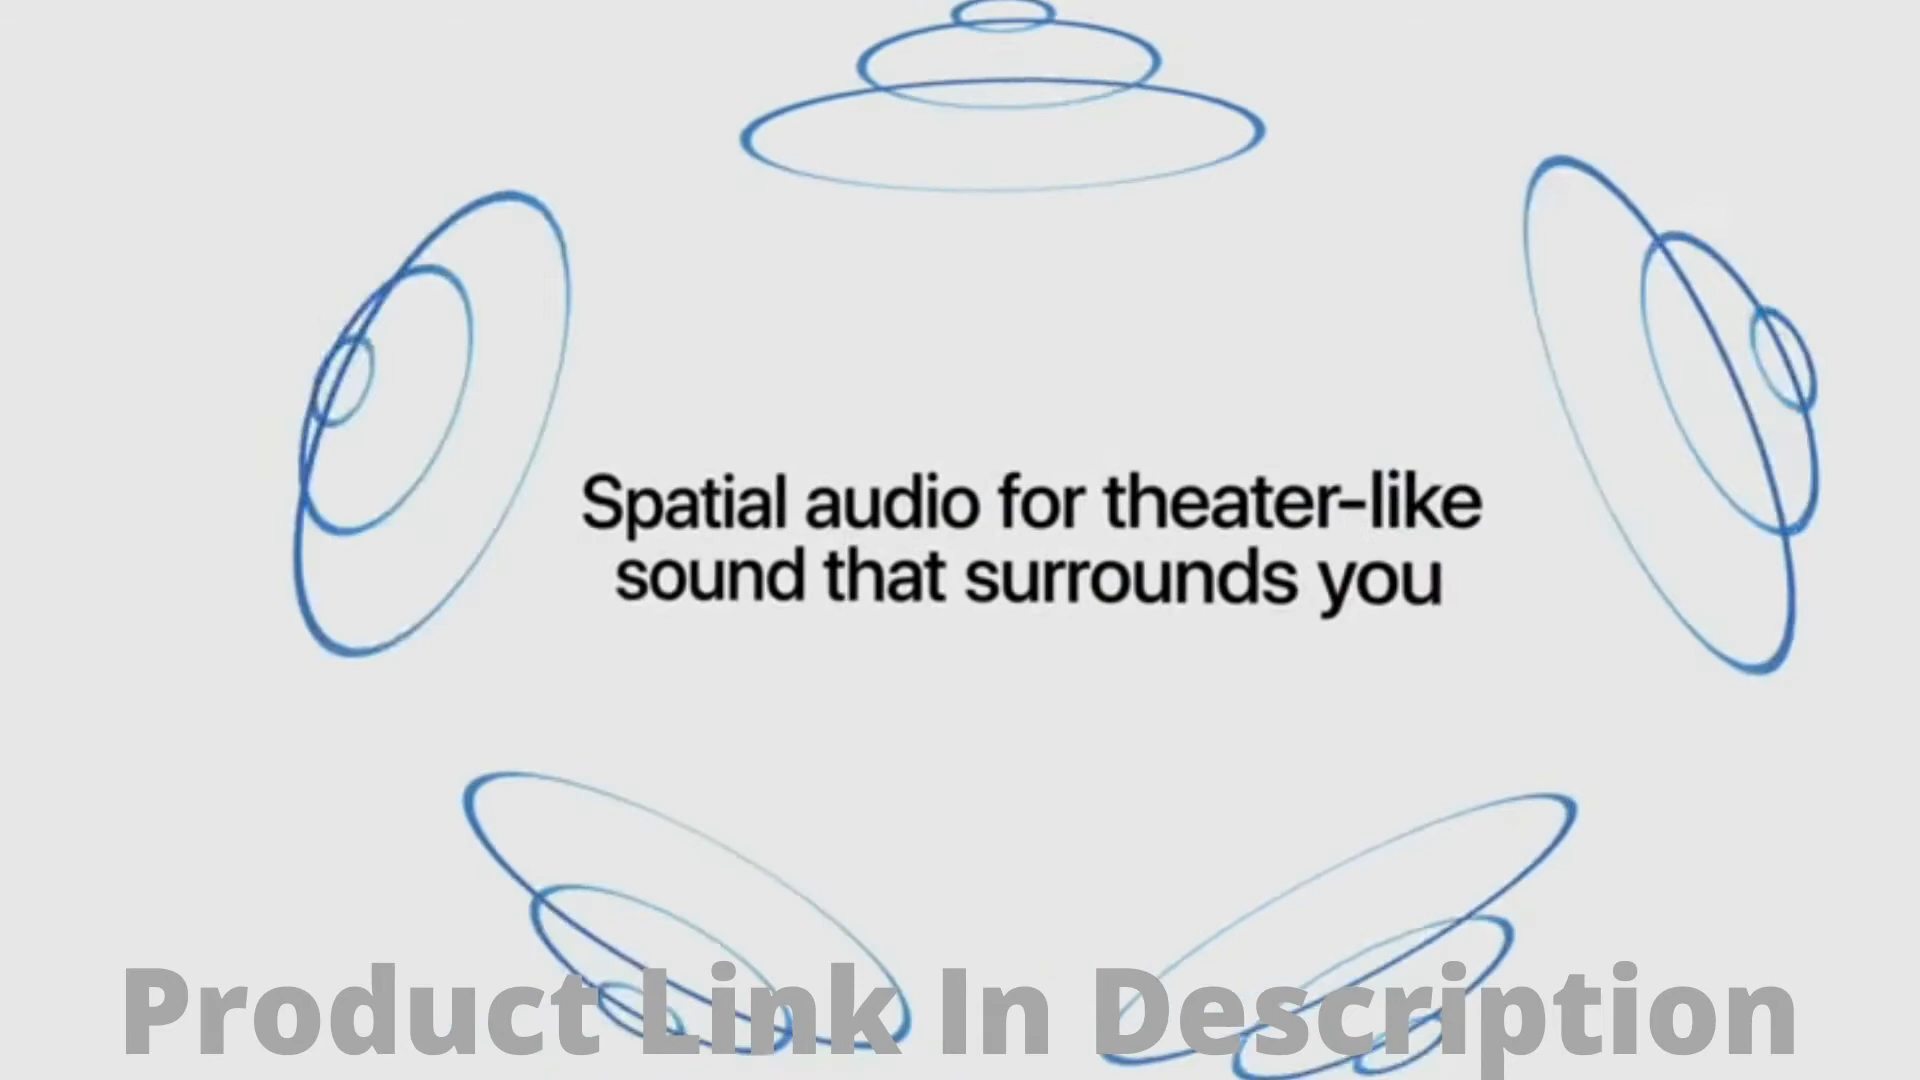 Spatial audio for theater-like
sound that surrounds you
Product Link In Description